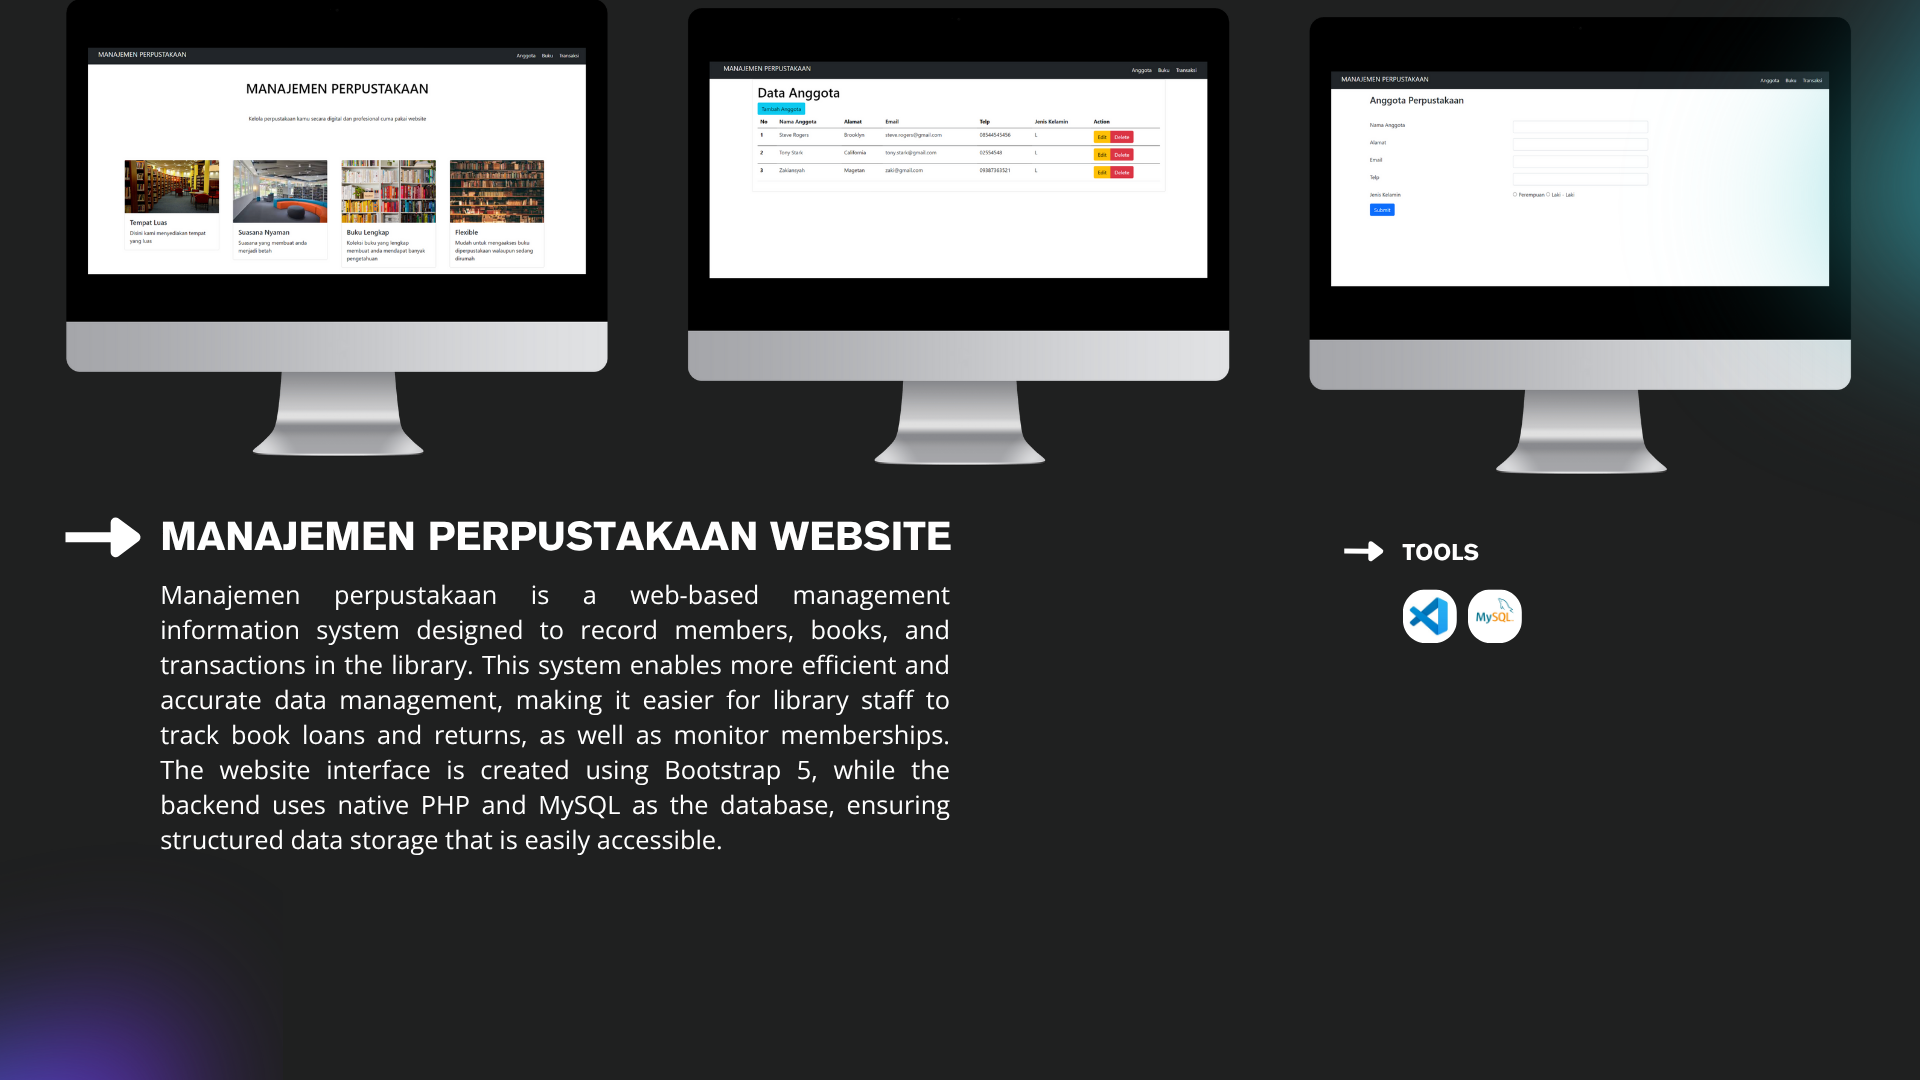 MANAJEMEN PERPUSTAKAAN
Anggota Buku Transaksi
MANAJEMEN PERPUSTAKAAN
Kelola perpustakaan kamu secara digital dan profesional cuma pakai website
Tempat Luas
Disini kami menyediakan tempat
yang luas
Suasana Nyaman
Suasana yang membuat anda
menjadi betah
Buku Lengkap
Koleksi buku yang lengkap
membuat anda mendapat banyak
pengetahuan
Flexible
Mudah untuk mengakses buku
diperpustakaan walaupun sedang
dirumah
MANAJEMEN PERPUSTAKAAN
Anggota Buku Transaksi
Data Anggota
Tambah Anggota
No Nama Anggota Alamat Email Telp Jenis Kelamin Action
1 Steve Rogers Brooklyn steve.rogers@gmail.com 08544543456 L Edit Delete
2 Tony Stark California tony.stark@gmail.com 02554548 L Edit Delete
3 Zakiansyah Magetan zaki@gmail.com 09387363521 L Edit Delete
MANAJEMEN PERPUSTAKAAN
Anggota Buku Transaksi
Anggota Perpustakaan
Nama Anggota
Alamat
Email
Telp
Jenis Kelamin Perempuan Laki - Laki
Submit
MANAJEMEN PERPUSTAKAAN WEBSITE
Manajemen perpustakaan is a web-based management
information system designed to record members, books, and
transactions in the library. This system enables more efficient and
accurate data management, making it easier for library staff to
track book loans and returns, as well as monitor memberships.
The website interface is created using Bootstrap 5, while the
backend uses native PHP and MySQL as the database, ensuring
structured data storage that is easily accessible.
TOOLS
MySQL